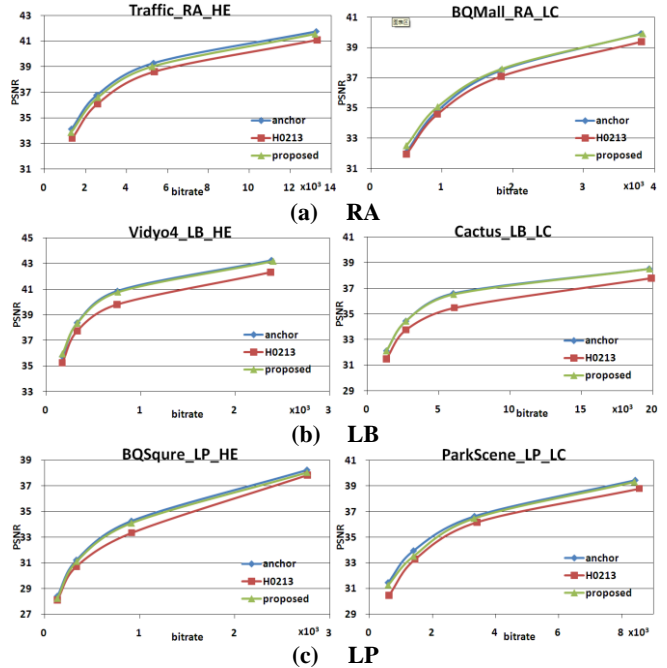 Traffic_RA_HE
43
41
39
37
35
33
31
PSNR
anchor
H0213
proposed
0 2 4 6 8 10 12 14
bitrate x10³
BQMall_RA_LC
41
39
37
35
33
31
PSNR
anchor
H0213
proposed
0 1 2 3 4
bitrate x10³
(a) RA
Vidyo4_LB_HE
45
43
41
39
37
35
33
PSNR
anchor
H0213
proposed
0 1 2 3
bitrate x10³
Cactus_LB_LC
41
39
37
35
33
31
29
PSNR
anchor
H0213
proposed
0 5 10 15 20
bitrate x10³
(b) LB
BQSqure_LP_HE
39
37
35
33
31
29
27
PSNR
anchor
H0213
proposed
0 1 2 3
bitrate x10³
ParkScene_LP_LC
41
39
37
35
33
31
29
PSNR
anchor
H0213
proposed
0 2 4 6 8
bitrate x10³
(c) LP